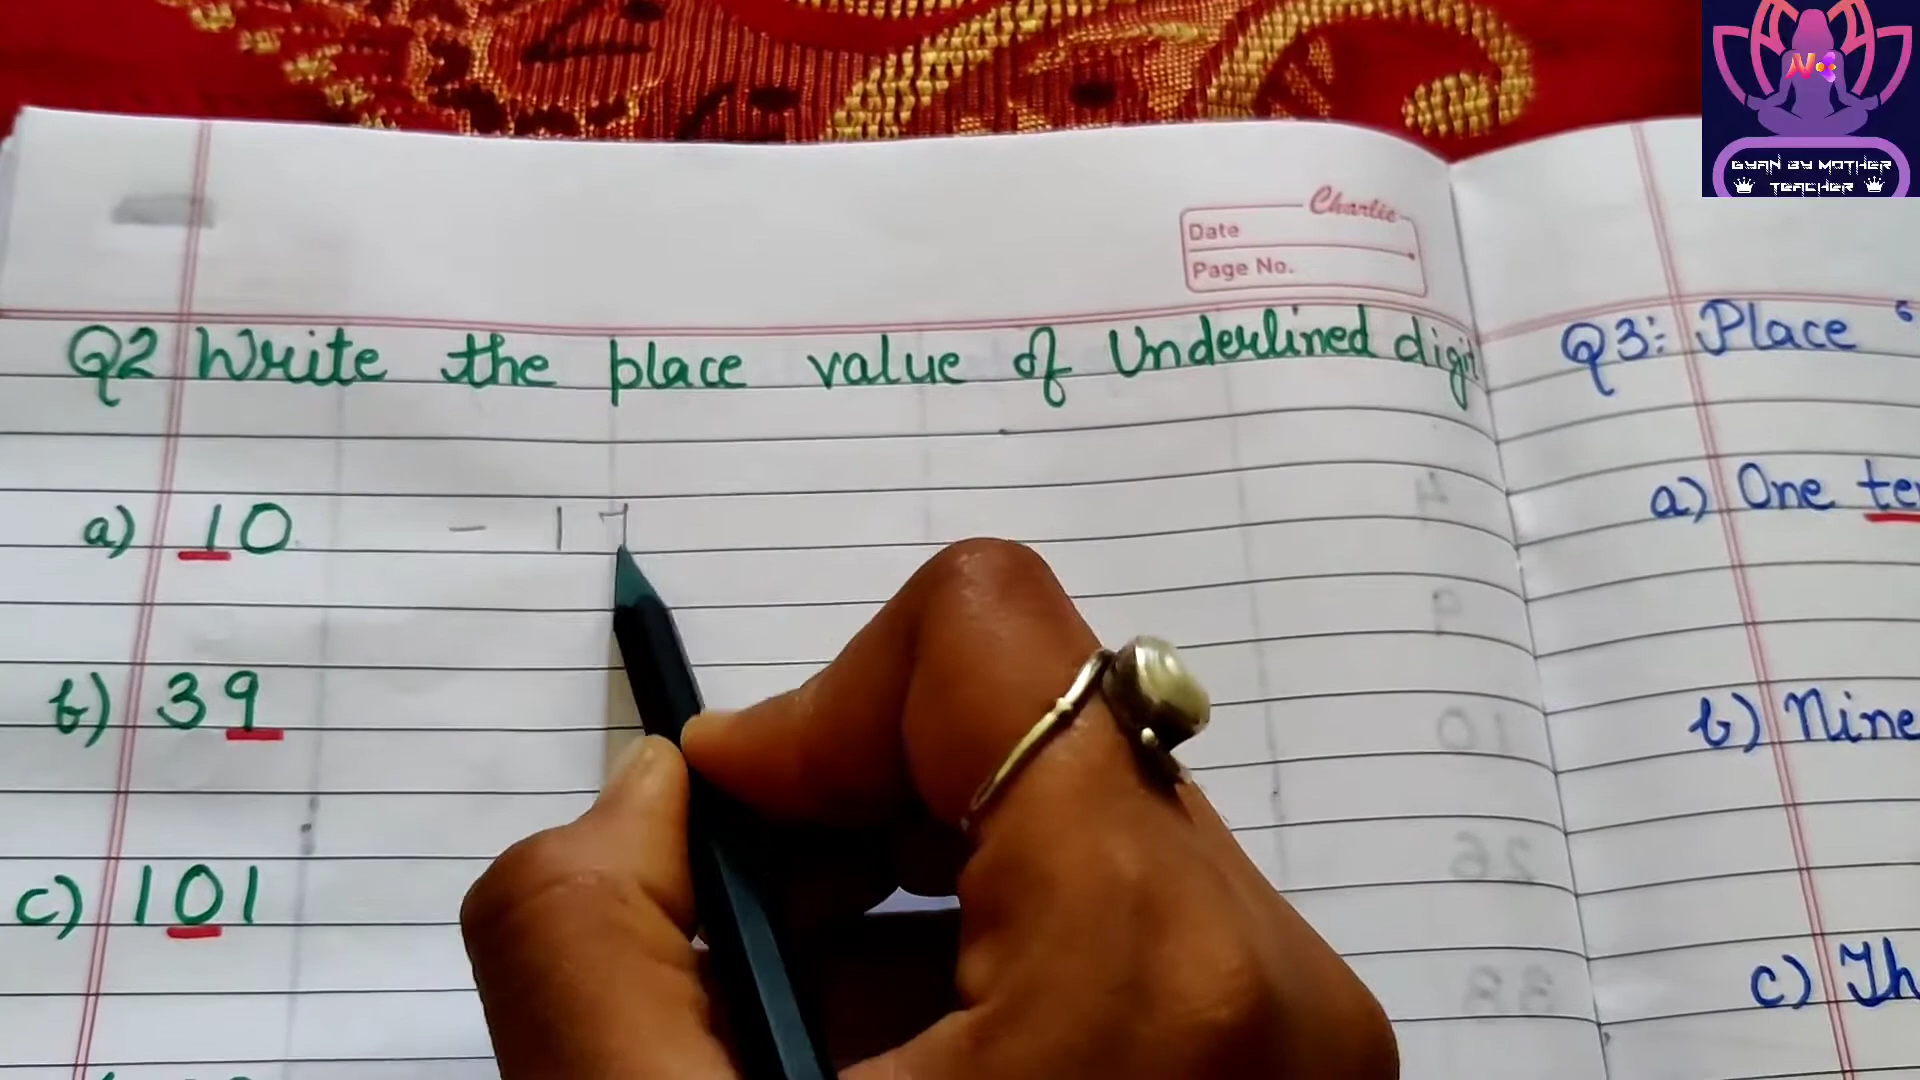 GYAN BY MOTHER
TEACHER
Charlie
Date
Page No.
Q2 Write the place value of Underlined digit
a) 10 - 1
b) 39
c) 101
Q3: Place
a) One te
b) Nine
c) Th